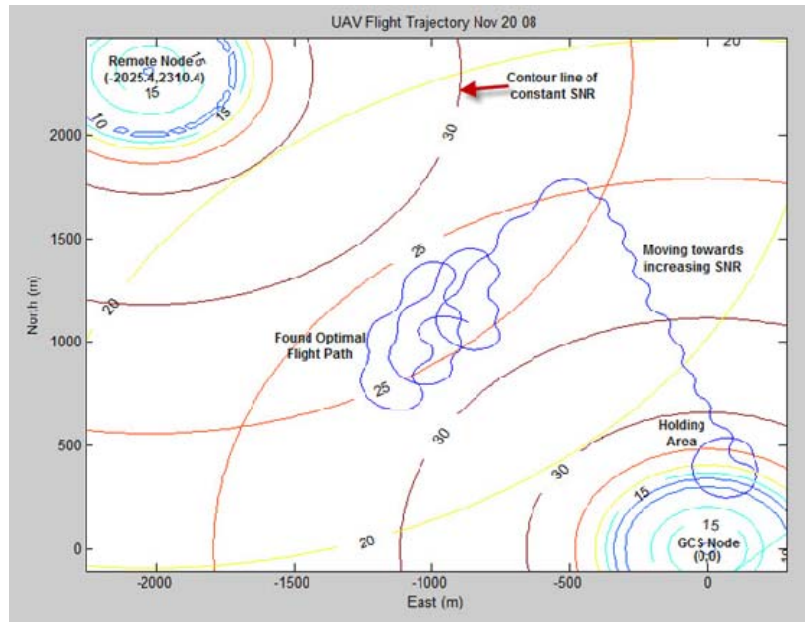 UAV Flight Trajectory Nov 20 08
20
Remote Node
(-2025.4,2310.4)
15
15
10
15
Contour line of
constant SNR
30
2000
1500
1000
500
0
North (m)
Moving towards
increasing SNR
25
20
Found Optimal
Flight Path
25
30
30
Holding
Area
15
15
20
GCS Node
(0,0)
-2000
-1500
-1000
-500
0
East (m)